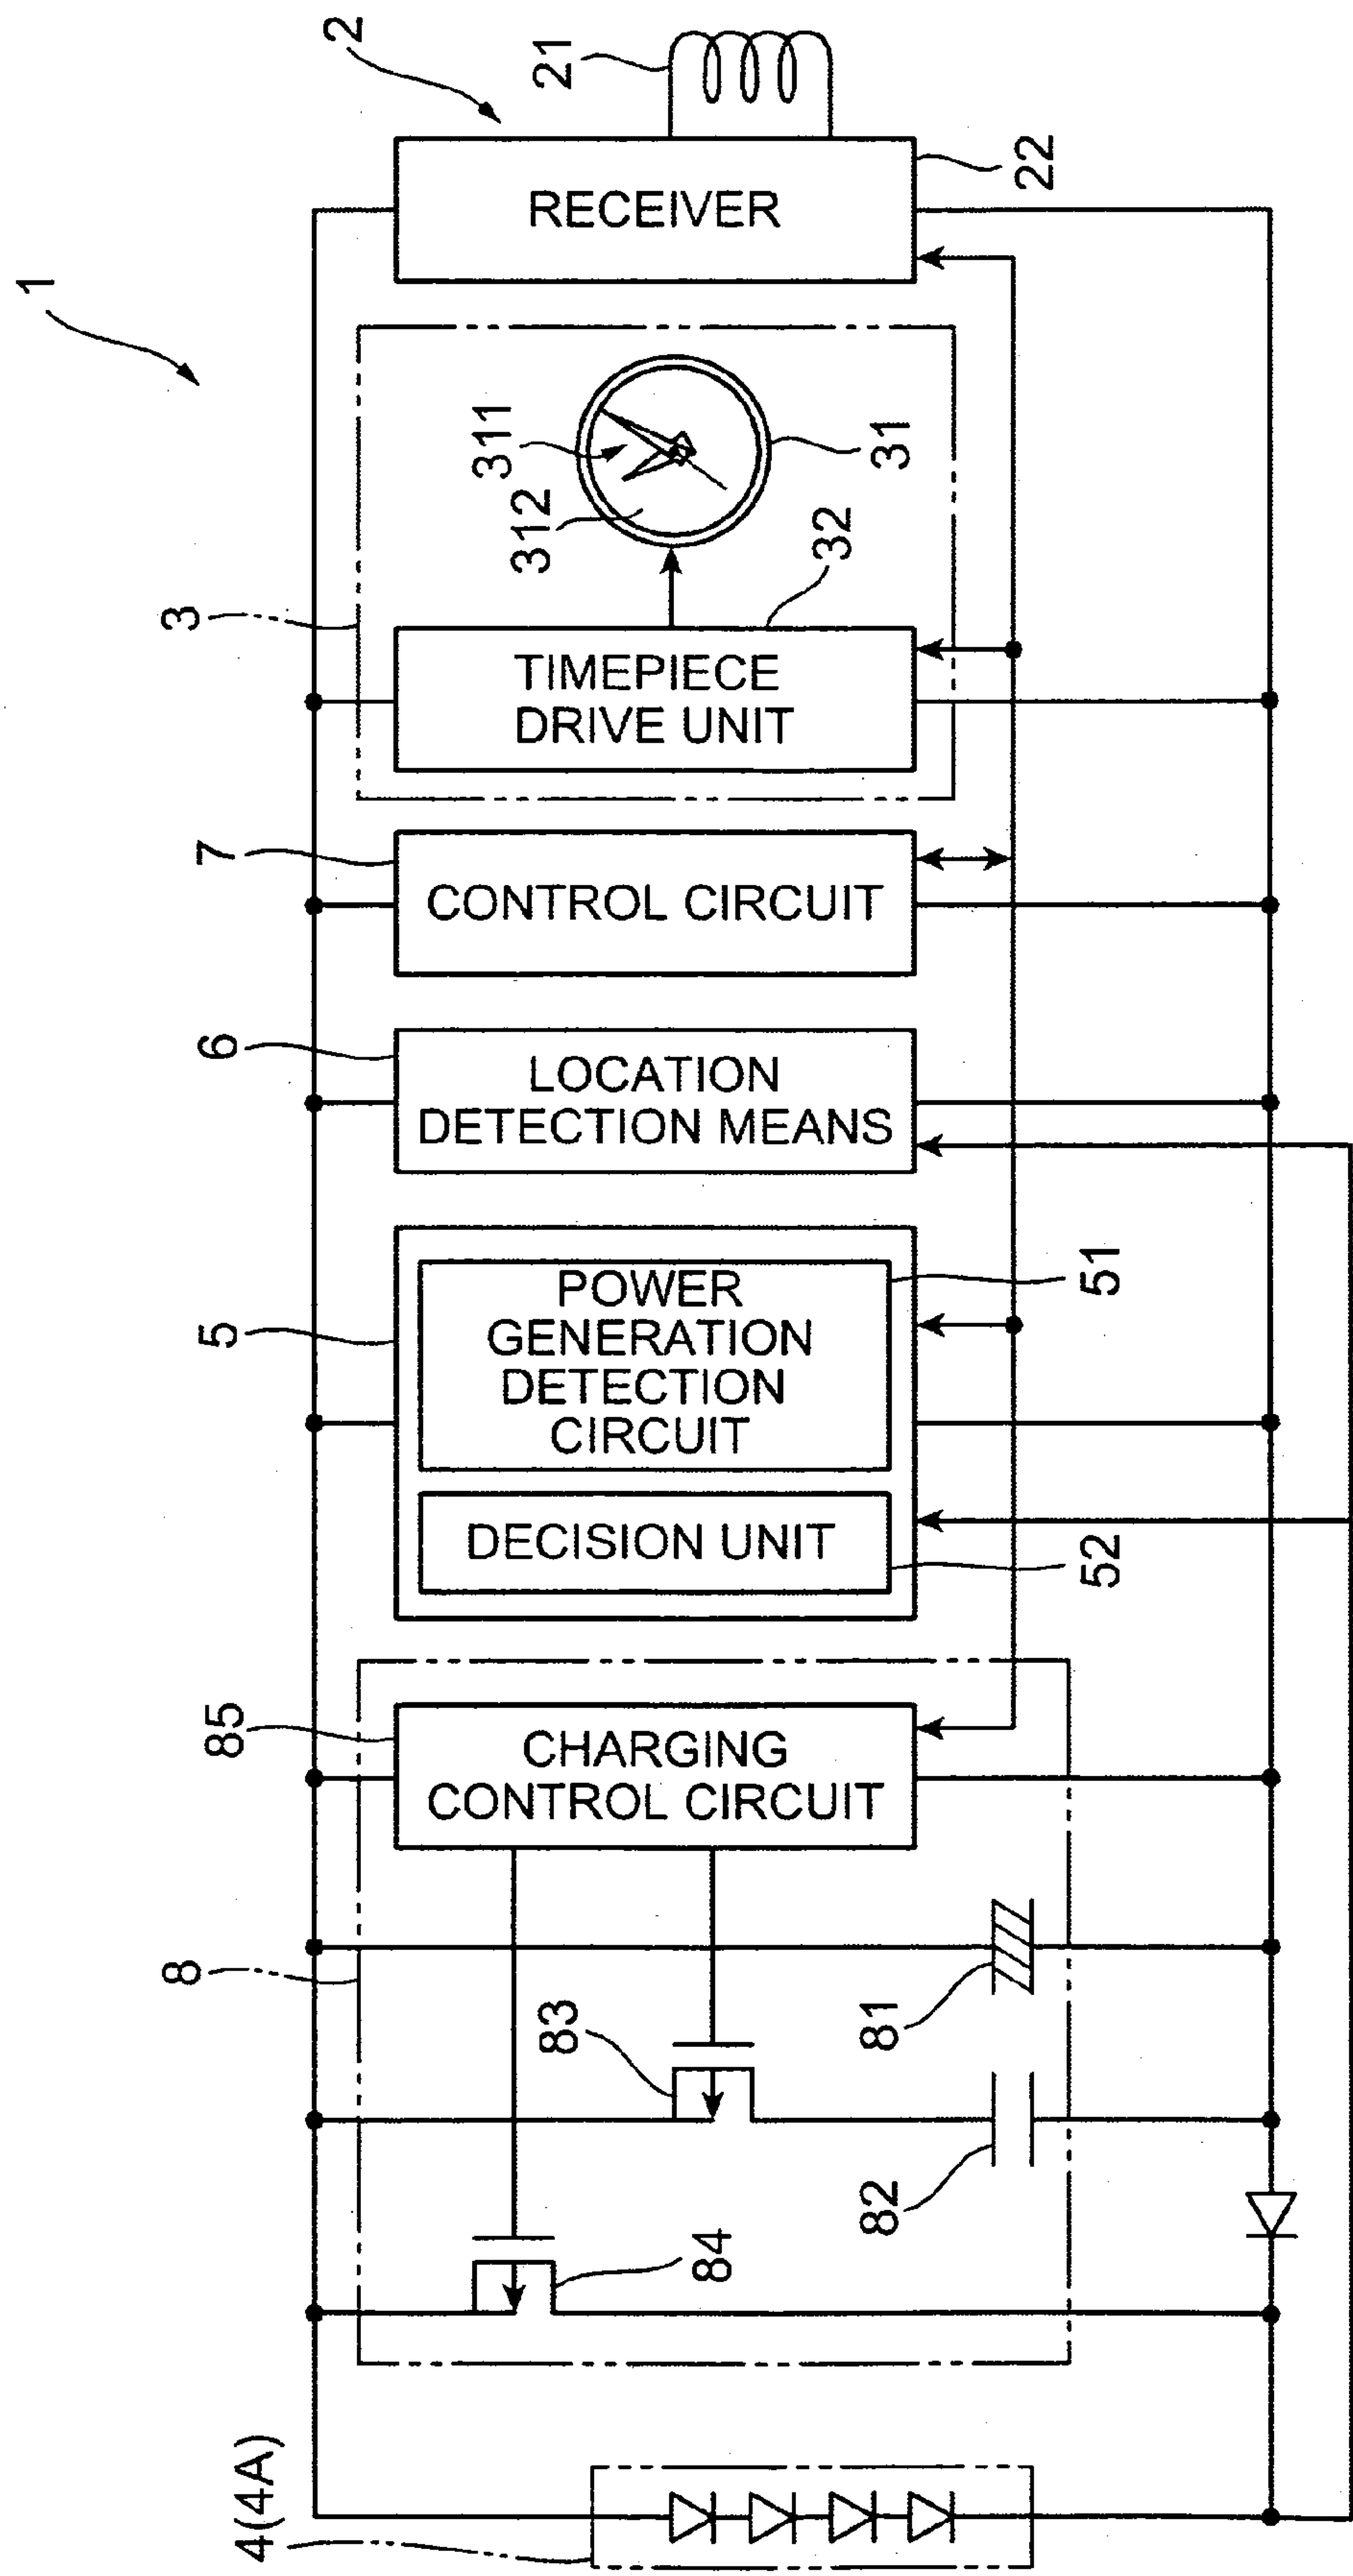 1
2
21
RECEIVER
22
3
311
312
31
TIMEPIECE
DRIVE UNIT
32
7
CONTROL CIRCUIT
6
LOCATION
DETECTION MEANS
5
POWER
GENERATION
DETECTION
CIRCUIT
51
DECISION UNIT
52
85
CHARGING
CONTROL CIRCUIT
8
83
81
82
84
4(4A)